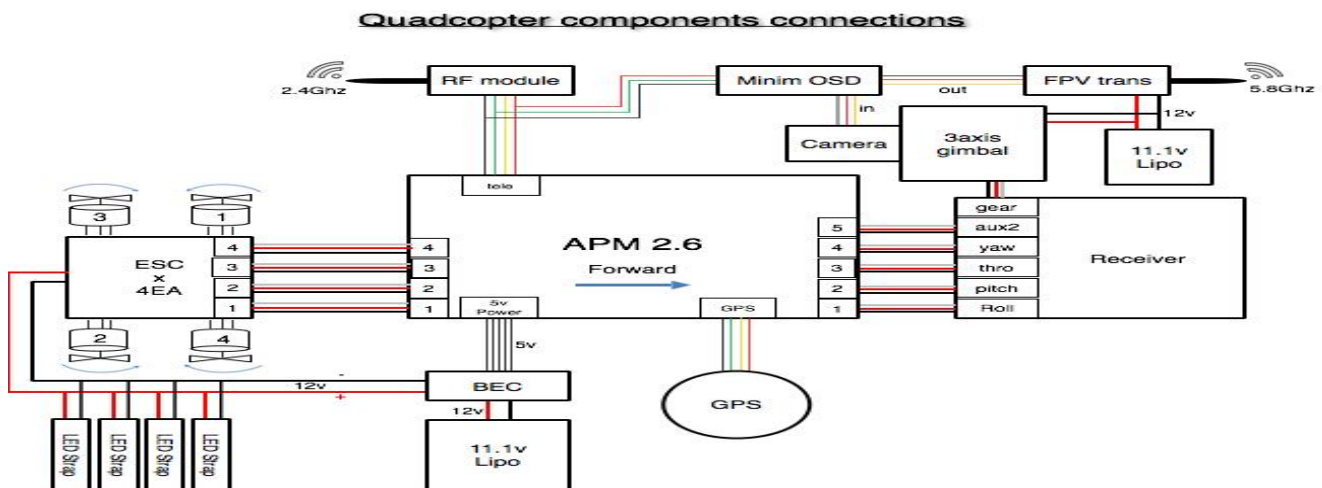 Quadcopter components connections
RF module
Minim OSD
FPV trans
2.4Ghz
out
5.8Ghz
in
12v
Camera
3axis
gimbal
11.1v
Lipo
tele
3
1
gear
5
aux2
APM 2.6
4
4
4
yaw
Receiver
ESC
x
4EA
3
3
Forward
3
thro
2
2
2
pitch
5v
Power
GPS
1
1
1
Roll
2
4
5v
-
12v
+
BEC
GPS
12v
11.1v
Lipo
LED Strap
LED Strap
LED Strap
LED Strap